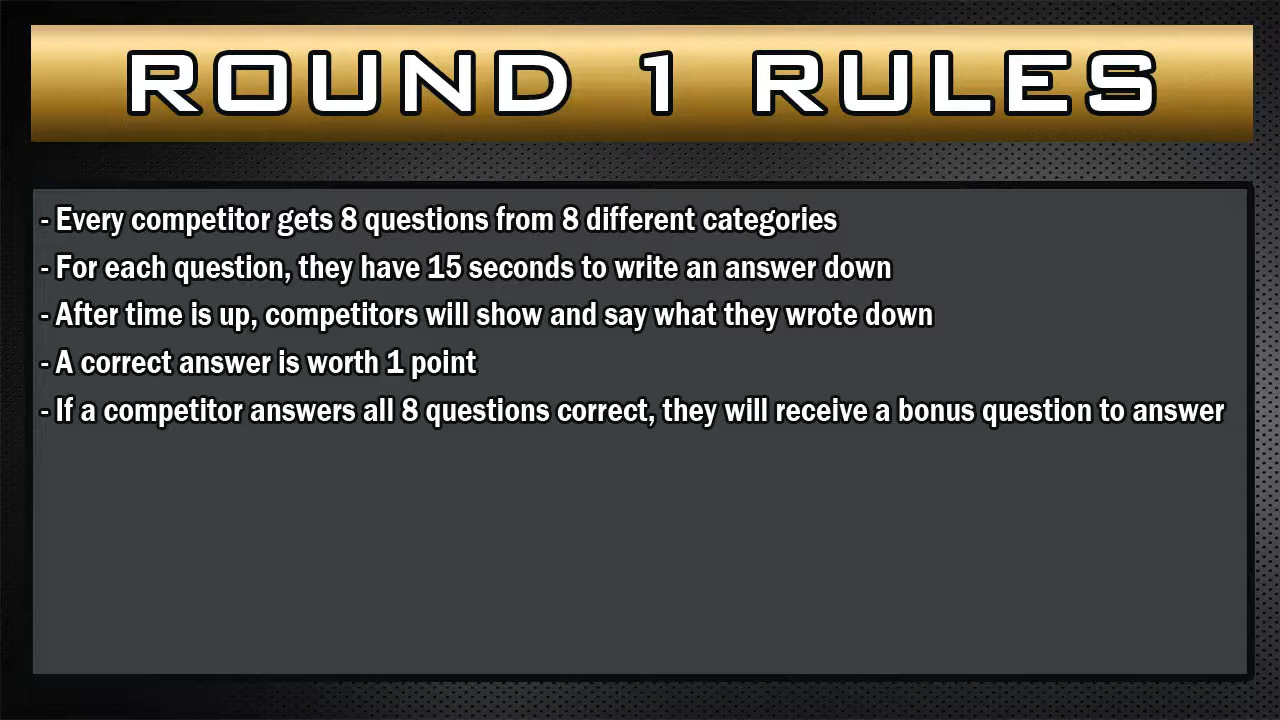 ROUND 1 RULES
- Every competitor gets 8 questions from 8 different categories
- For each question, they have 15 seconds to write an answer down
- After time is up, competitors will show and say what they wrote down
- A correct answer is worth 1 point
- If a competitor answers all 8 questions correct, they will receive a bonus question to answer